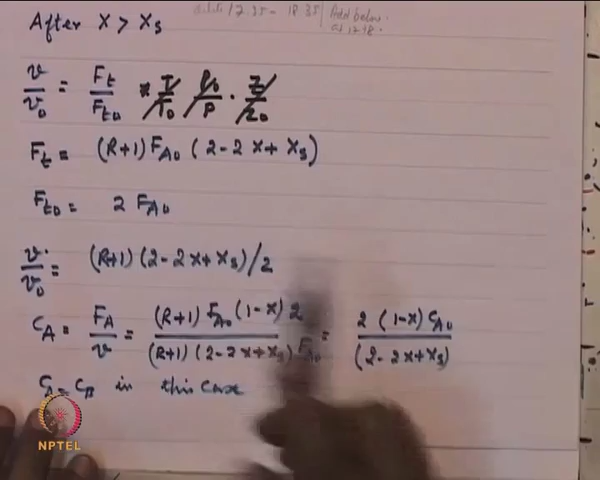 After X > Xs
Add below
v/v₀ = Ft/Ft0 * T/T0 P0/P · Z/Z0
Ft = (R+1) FA0 (2 - 2X + Xs)
Ft0 = 2 FA0
v/v₀ = (R+1) (2 - 2X + Xs)/2
CA = FA/v = (R+1) FA0 (1-X) 2 / (R+1) (2 - 2X + Xs) FA0 = 2 (1-X) CA0 / (2 - 2X + Xs)
CA = CB in this case
NPTEL